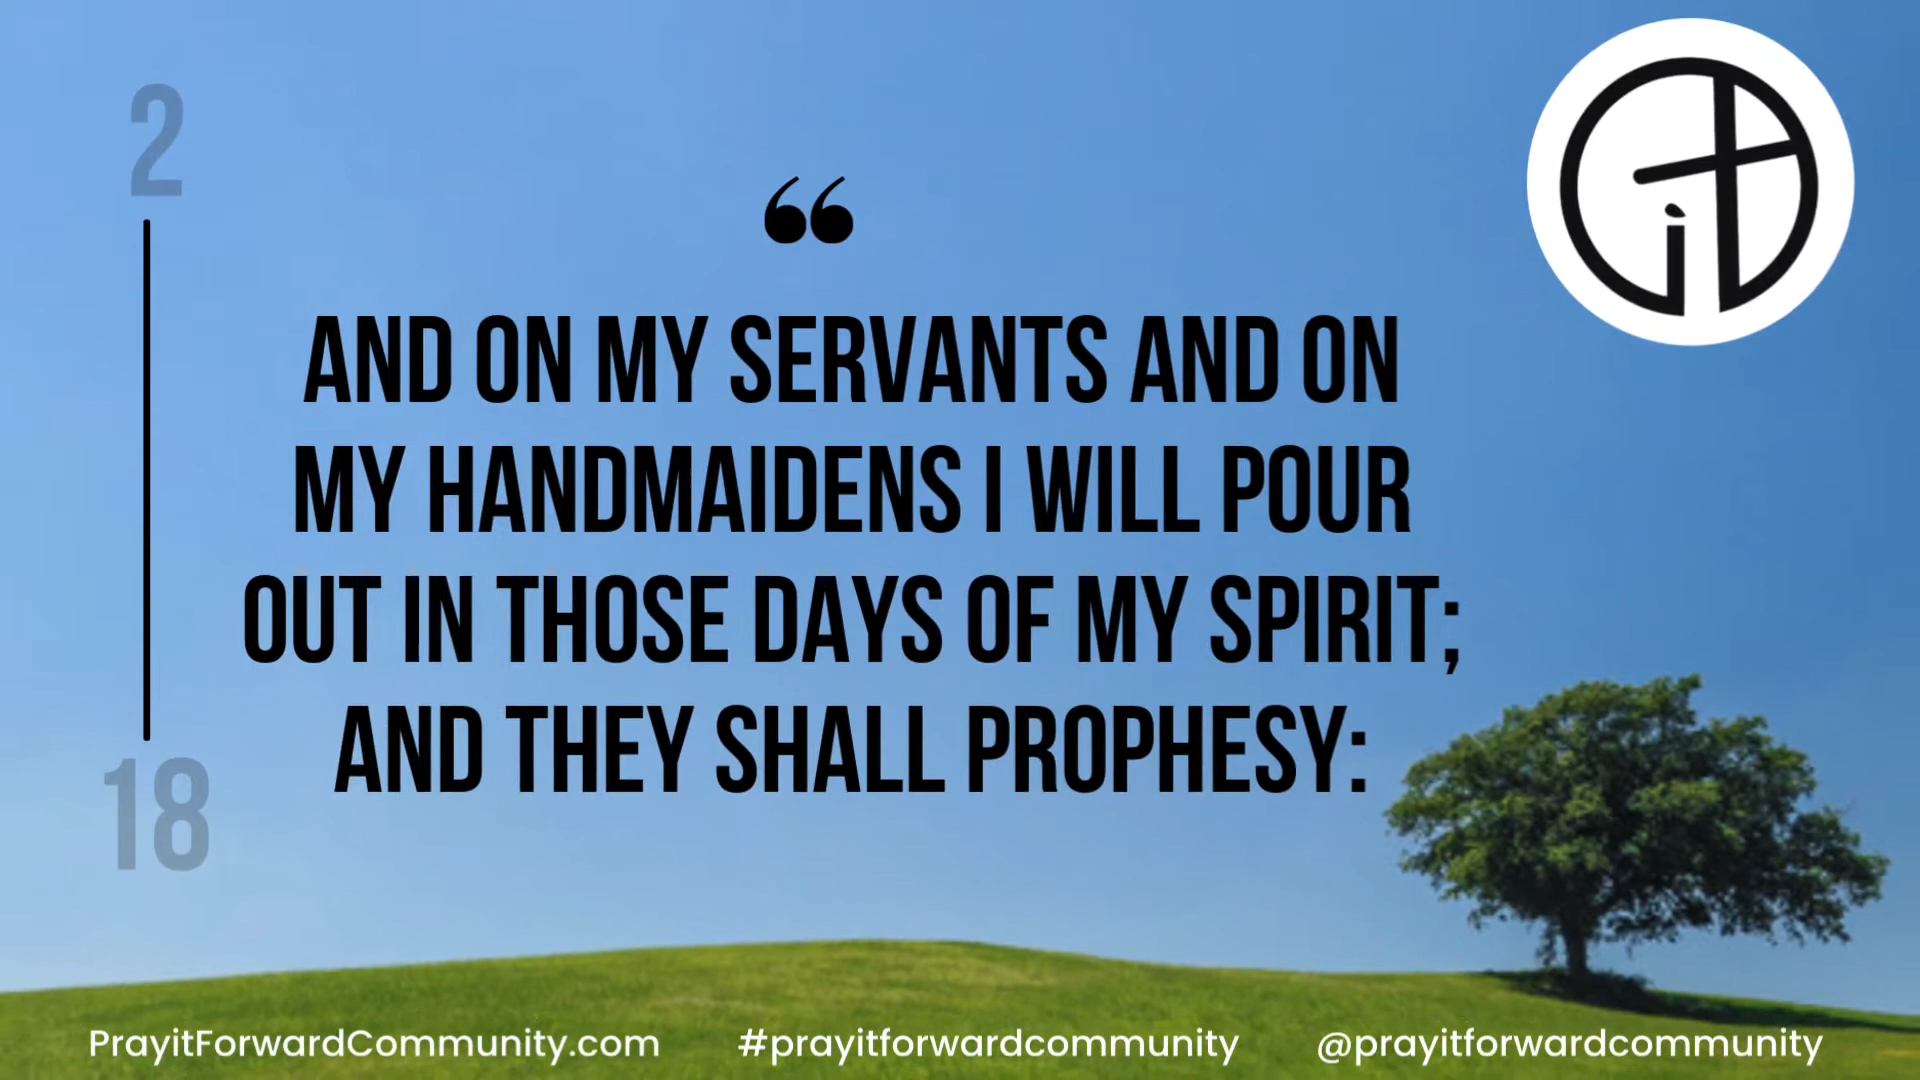 2
18
“
AND ON MY SERVANTS AND ON
MY HANDMAIDENS I WILL POUR
OUT IN THOSE DAYS OF MY SPIRIT;
AND THEY SHALL PROPHESY:
PrayitForwardCommunity.com
#prayitforwardcommunity
@prayitforwardcommunity